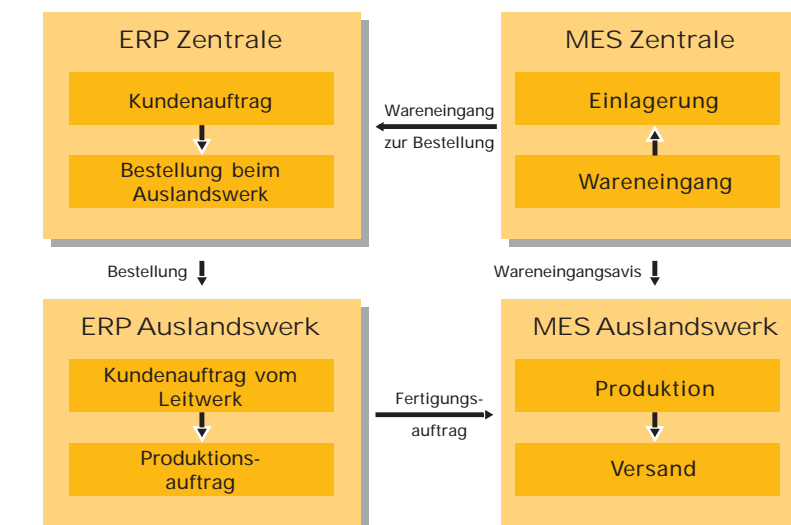 ERP Zentrale
Kundenauftrag
Bestellung beim
Auslandswerk
Wareneingang
zur Bestellung
MES Zentrale
Einlagerung
Wareneingang
Bestellung
Wareneingangsavis
ERP Auslandswerk
Kundenauftrag vom
Leitwerk
Produktions-
auftrag
Fertigungs-
auftrag
MES Auslandswerk
Produktion
Versand